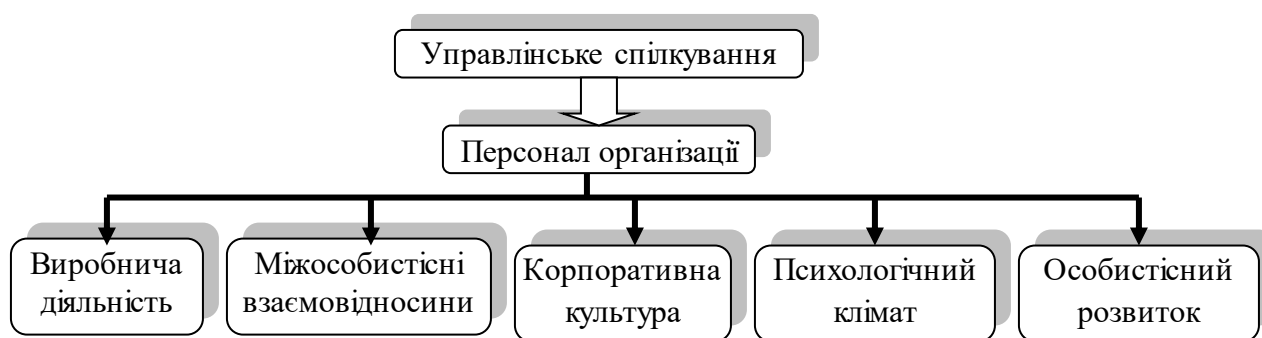 Управлінське спілкування
Персонал організації
Виробнича
діяльність
Міжособистісні
взаємовідносини
Корпоративна
культура
Психологічний
клімат
Особистісний
розвиток